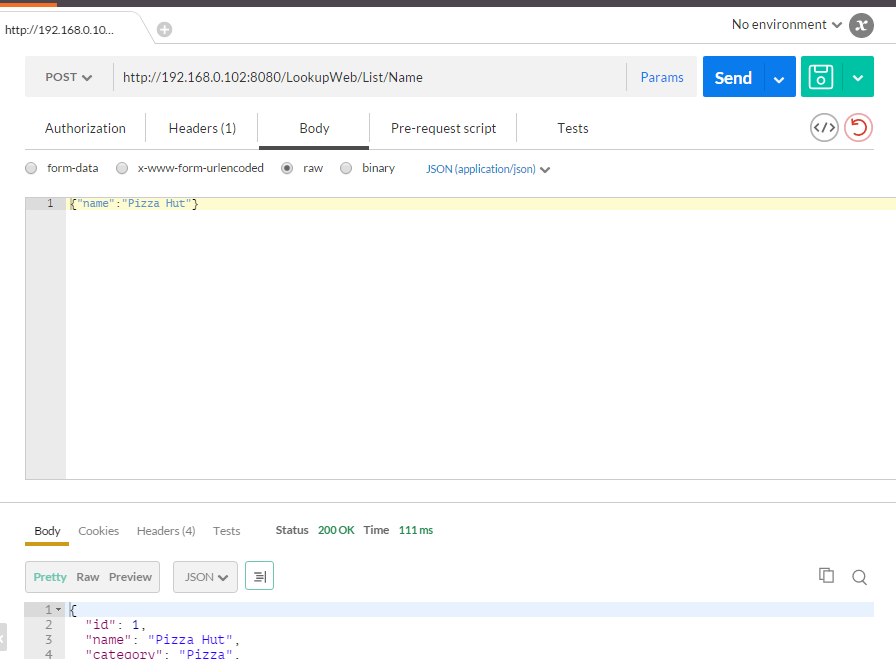 http://192.168.0.10...
No environment
POST http://192.168.0.102:8080/LookupWeb/List/Name Params Send
Authorization Headers (1) Body Pre-request script Tests
form-data x-www-form-urlencoded raw binary JSON (application/json)
1 {"name":"Pizza Hut"}
Body Cookies Headers (4) Tests Status 200 OK Time 111 ms
Pretty Raw Preview JSON
1 {
2 "id": 1,
3 "name": "Pizza Hut",
4 "category": "Pizza",